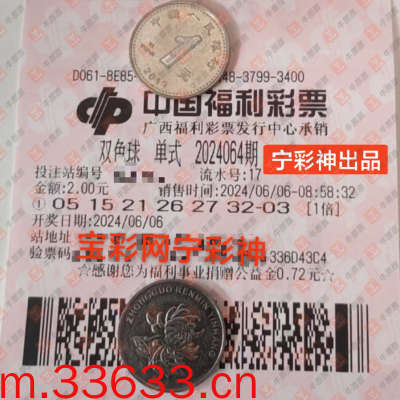 D061-8E85-
48-3799-3400
中国福利彩票
广西福利彩票发行中心承销
双色球 单式 2024064期
宁彩神出品
投注站编号 流水号:17
金额:2.00元 销售时间:2024/06/06-08:58:32
① 05 15 21 26 27 32-03 [1倍]
开奖日期:2024/06/06
站地址
宝彩网宁彩神
验票码 336D43C4
☆感谢您为福利事业捐赠公益金0.72元☆
ZHONGGUO RENMIN YINHANG
m.33633.cn